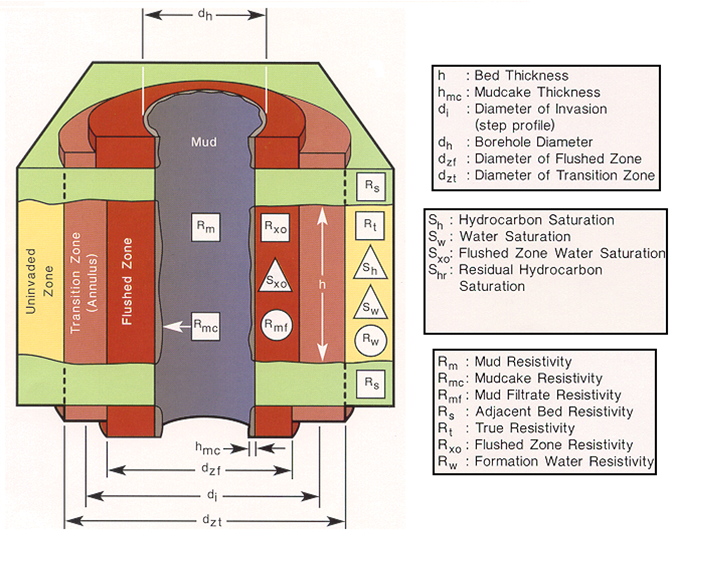 dh
Mud
Rs
Rm
Rxo
Rt
Sh
Sxo
h
Sw
Rmc
Rmf
Rw
Rs
Uninvaded
Zone
Transition Zone
(Annulus)
Flushed Zone
hmc
dzf
di
dzt
h : Bed Thickness
hmc : Mudcake Thickness
di : Diameter of Invasion
(step profile)
dh : Borehole Diameter
dzf : Diameter of Flushed Zone
dzt : Diameter of Transition Zone
Sh : Hydrocarbon Saturation
Sw : Water Saturation
Sxo : Flushed Zone Water Saturation
Shr : Residual Hydrocarbon
Saturation
Rm : Mud Resistivity
Rmc : Mudcake Resistivity
Rmf : Mud Filtrate Resistivity
Rs : Adjacent Bed Resistivity
Rt : True Resistivity
Rxo : Flushed Zone Resistivity
Rw : Formation Water Resistivity